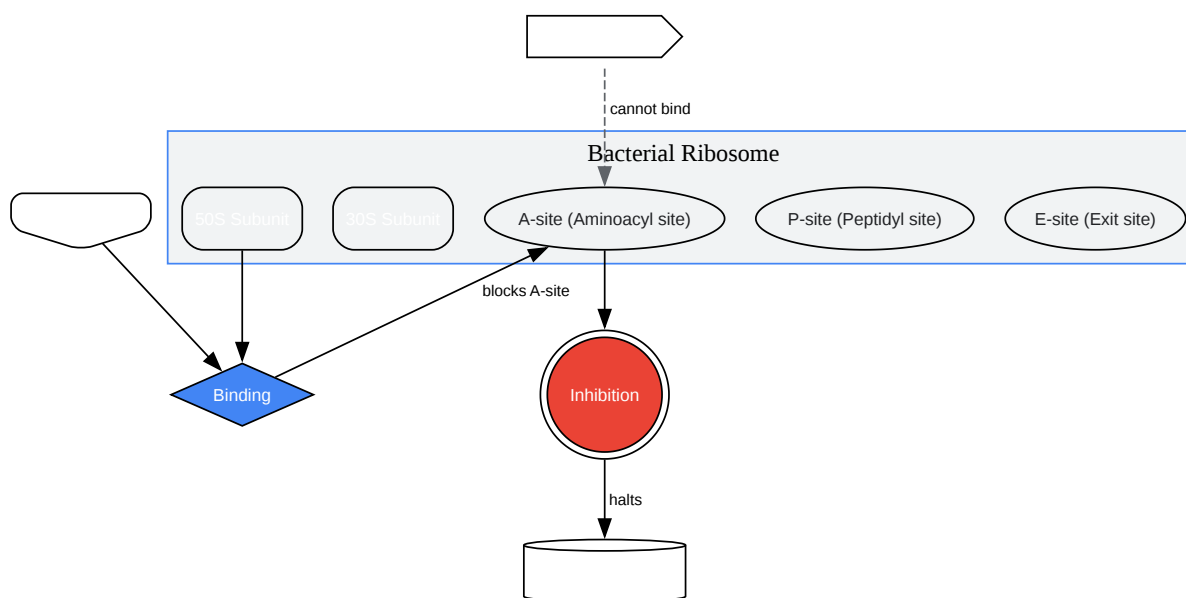 cannot bind
Bacterial Ribosome
50S Subunit
30S Subunit
A-site (Aminoacyl site)
P-site (Peptidyl site)
E-site (Exit site)
blocks A-site
Binding
Inhibition
halts